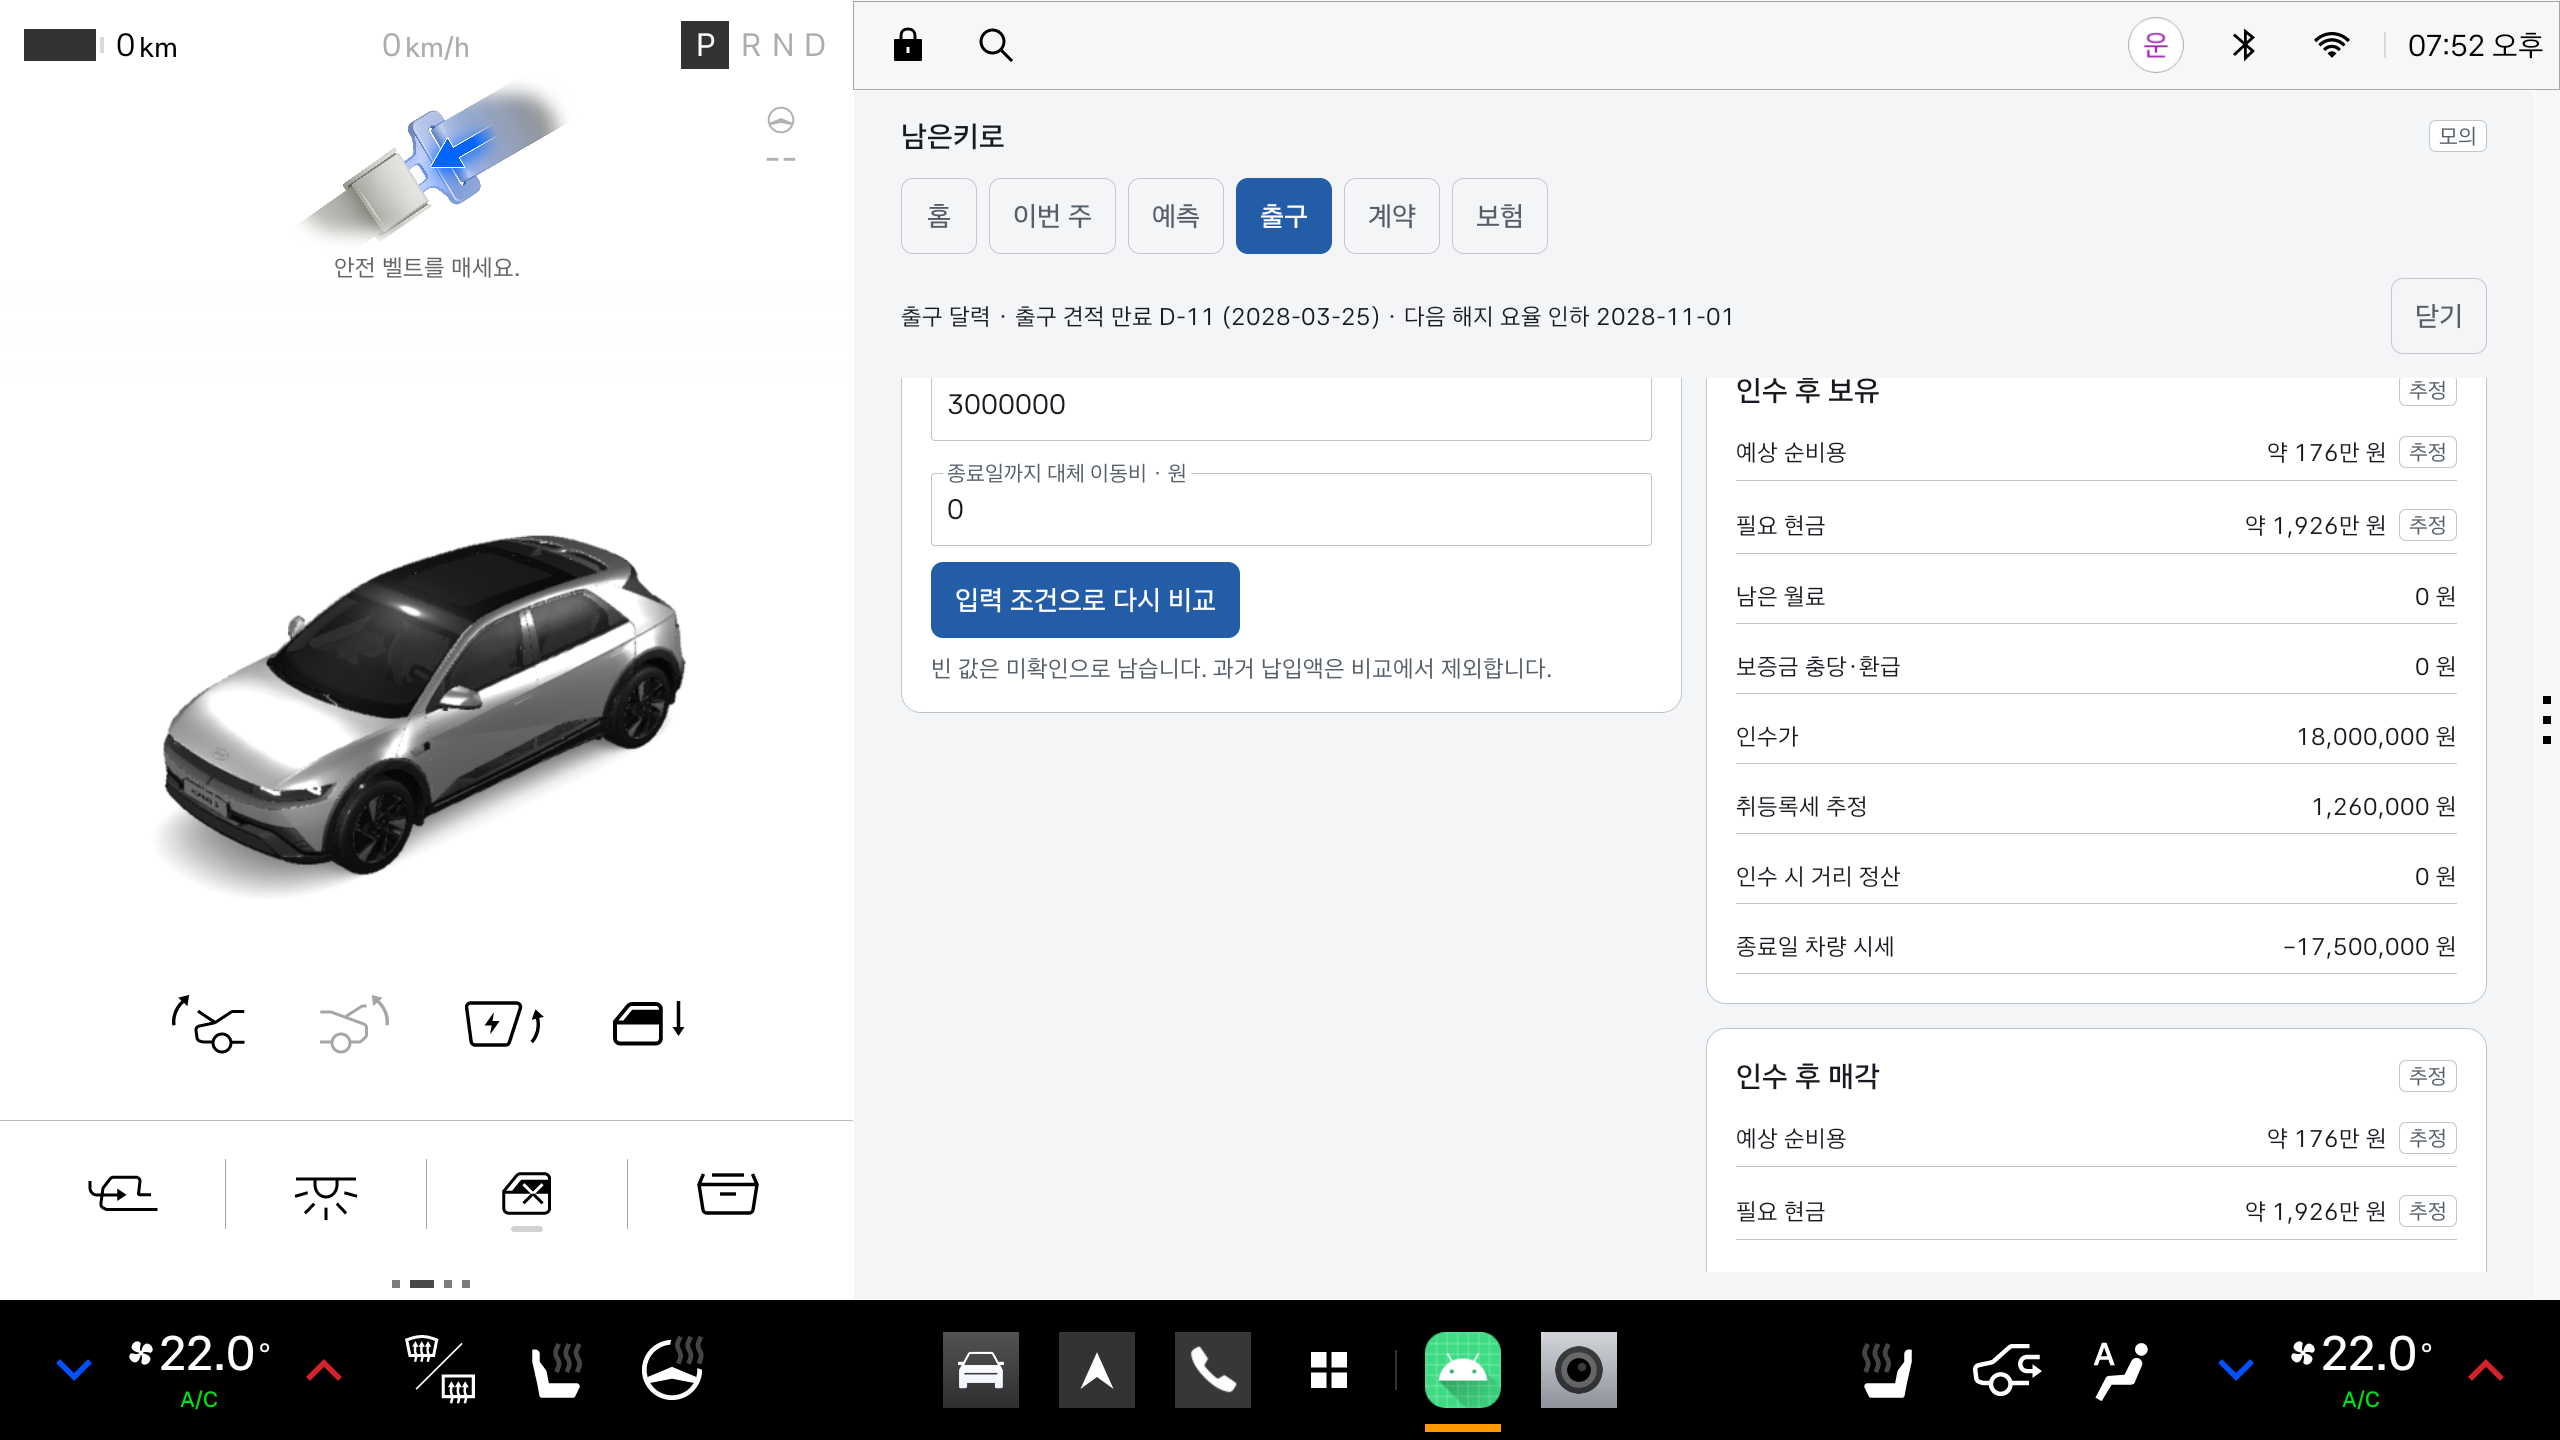 0 km
0 km/h
P R N D
07:52 오후
운
안전 벨트를 매세요.
남은키로
모의
홈
이번 주
예측
출구
계약
보험
출구 달력 · 출구 견적 만료 D-11 (2028-03-25) · 다음 해지 요율 인하 2028-11-01
닫기
3000000
종료일까지 대체 이동비 · 원
0
입력 조건으로 다시 비교
빈 값은 미확인으로 남습니다. 과거 납입액은 비교에서 제외합니다.
인수 후 보유
추정
예상 순비용
약 176만 원 추정
필요 현금
약 1,926만 원 추정
남은 월료
0 원
보증금 충당·환급
0 원
인수가
18,000,000 원
취등록세 추정
1,260,000 원
인수 시 거리 정산
0 원
종료일 차량 시세
−17,500,000 원
인수 후 매각
추정
예상 순비용
약 176만 원 추정
필요 현금
약 1,926만 원 추정
22.0°
A/C
A
22.0°
A/C